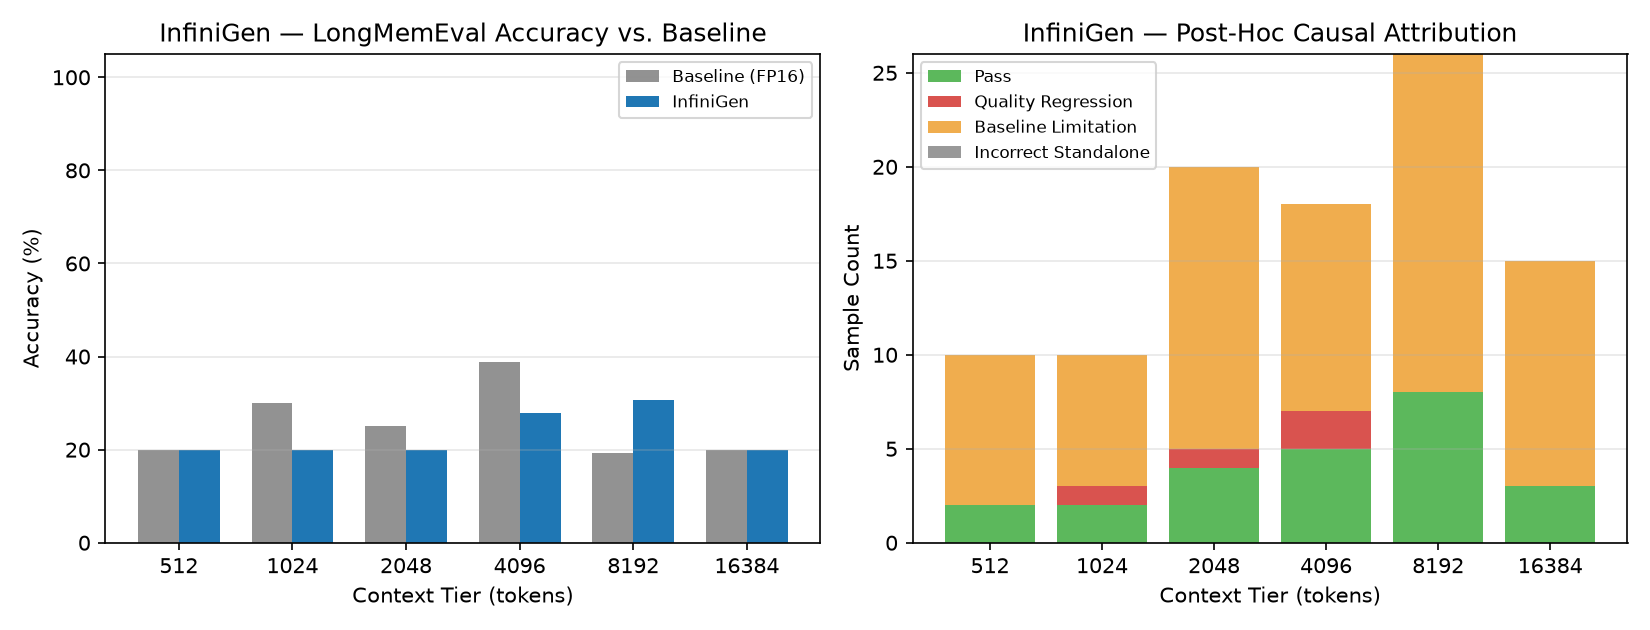 InfiniGen — LongMemEval Accuracy vs. Baseline
100
80
60
40
20
0
Accuracy (%)
Baseline (FP16)
InfiniGen
512 1024 2048 4096 8192 16384
Context Tier (tokens)
InfiniGen — Post-Hoc Causal Attribution
25
20
15
10
5
0
Sample Count
Pass
Quality Regression
Baseline Limitation
Incorrect Standalone
512 1024 2048 4096 8192 16384
Context Tier (tokens)